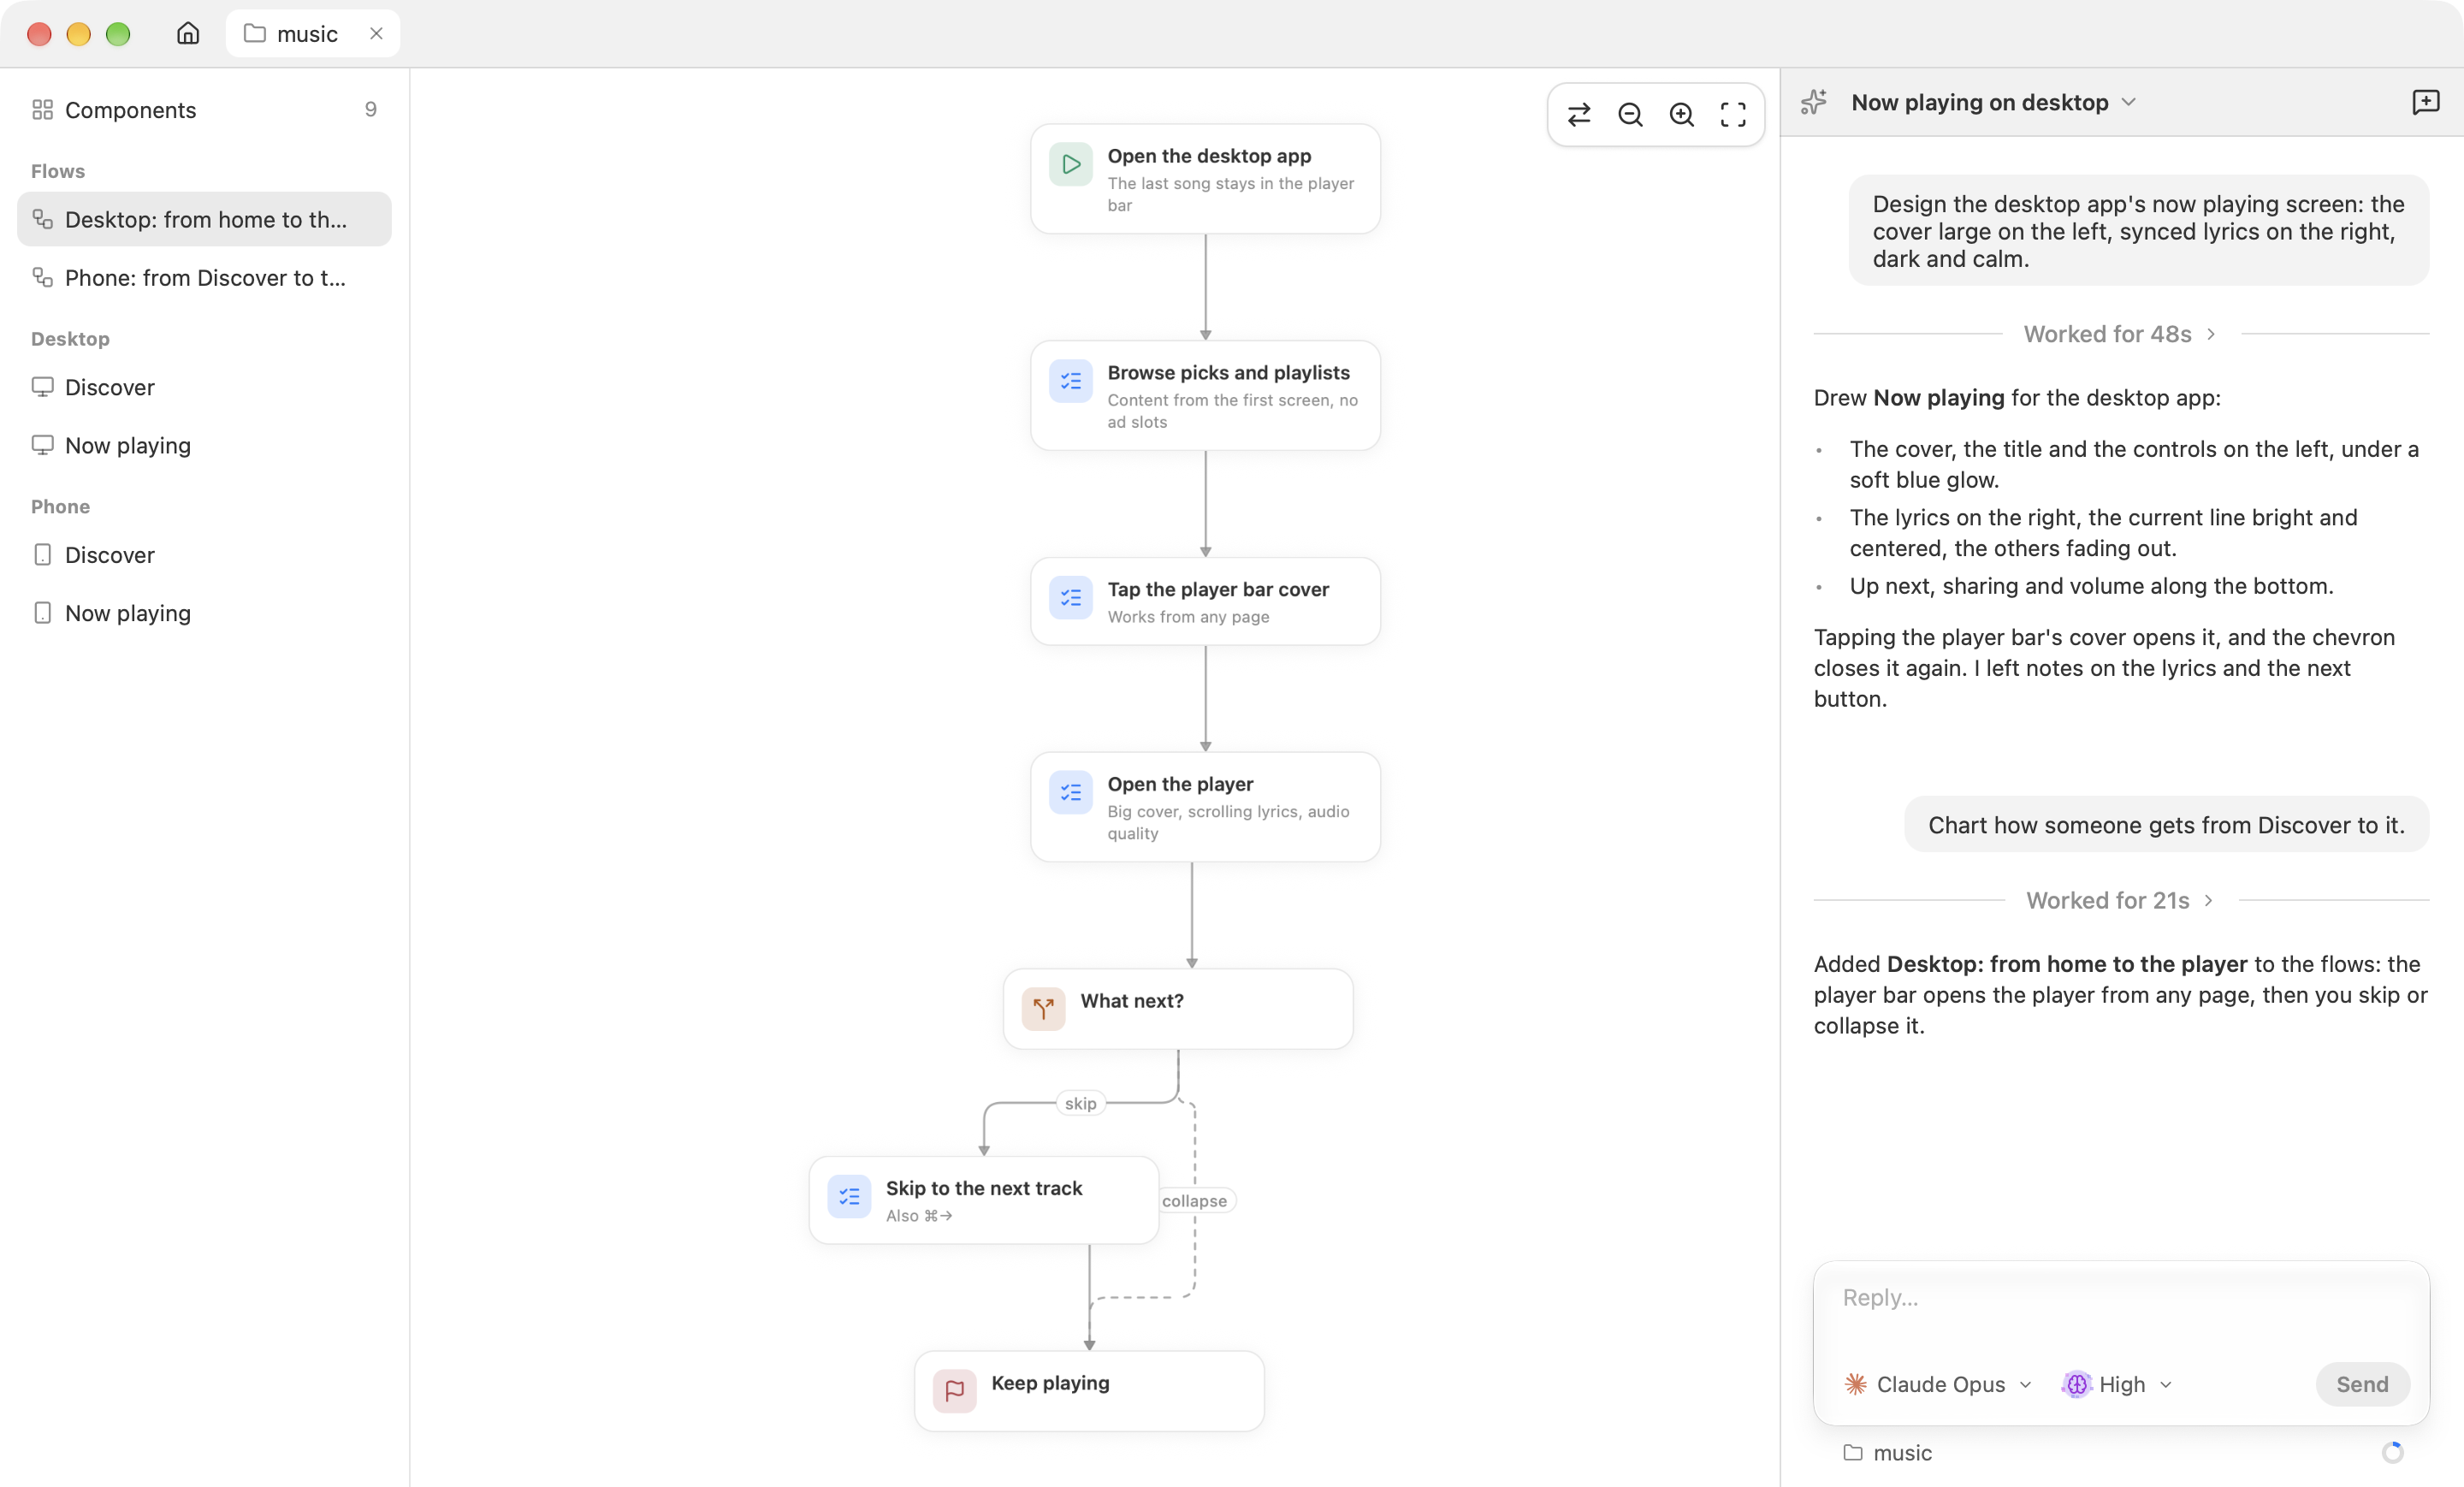 music
Components
9
Flows
Desktop: from home to th...
Phone: from Discover to t...
Desktop
Discover
Now playing
Phone
Discover
Now playing
Open the desktop app
The last song stays in the player
bar
Browse picks and playlists
Content from the first screen, no
ad slots
Tap the player bar cover
Works from any page
Open the player
Big cover, scrolling lyrics, audio
quality
What next?
skip
Skip to the next track
Also ⌘→
collapse
Keep playing
Now playing on desktop
Design the desktop app's now playing screen: the
cover large on the left, synced lyrics on the right,
dark and calm.
Worked for 48s
Drew Now playing for the desktop app:
• The cover, the title and the controls on the left, under a
soft blue glow.
• The lyrics on the right, the current line bright and
centered, the others fading out.
• Up next, sharing and volume along the bottom.
Tapping the player bar's cover opens it, and the chevron
closes it again. I left notes on the lyrics and the next
button.
Chart how someone gets from Discover to it.
Worked for 21s
Added Desktop: from home to the player to the flows: the
player bar opens the player from any page, then you skip or
collapse it.
Reply...
Claude Opus
High
Send
music